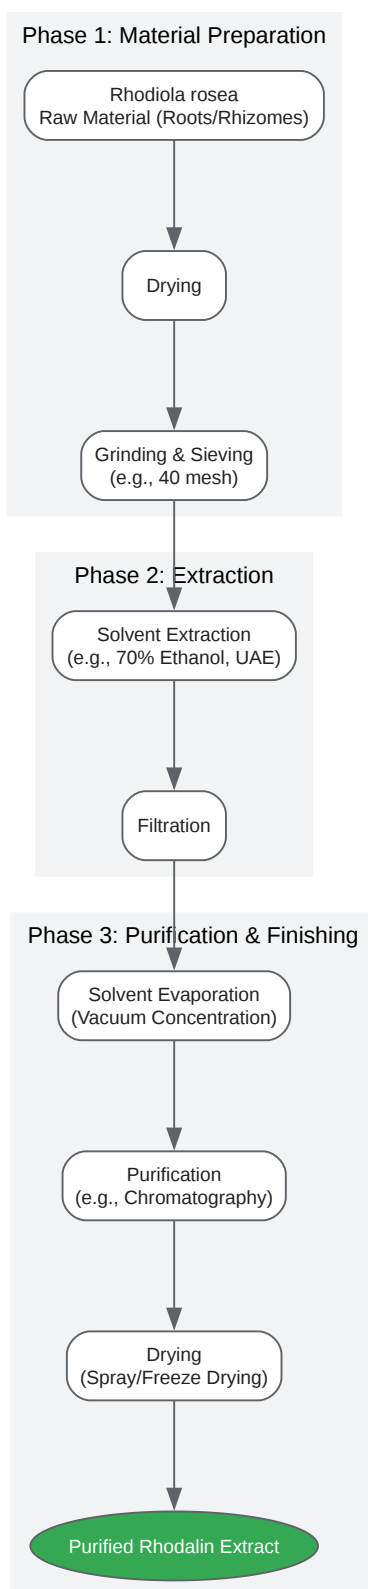 Phase 1: Material Preparation
Rhodiola rosea
Raw Material (Roots/Rhizomes)
Drying
Grinding & Sieving
(e.g., 40 mesh)
Phase 2: Extraction
Solvent Extraction
(e.g., 70% Ethanol, UAE)
Filtration
Phase 3: Purification & Finishing
Solvent Evaporation
(Vacuum Concentration)
Purification
(e.g., Chromatography)
Drying
(Spray/Freeze Drying)
Purified Rhodalin Extract